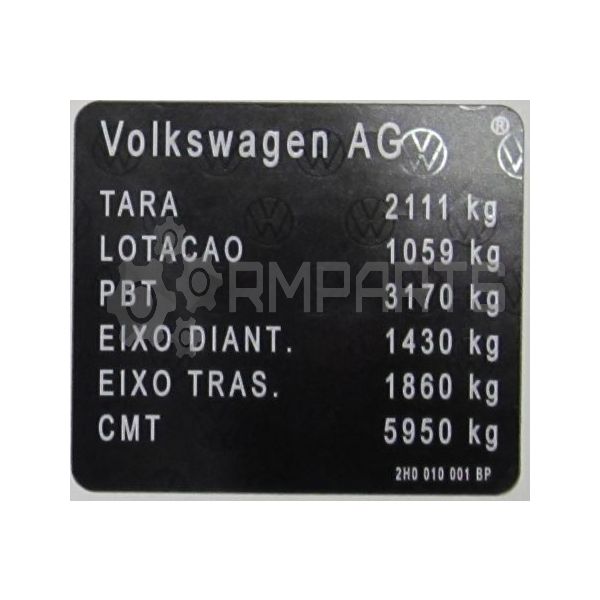 Volkswagen AG ®
TARA 2111 kg
LOTACAO 1059 kg
PBT 3170 kg
EIXO DIANT. 1430 kg
EIXO TRAS. 1860 kg
CMT 5950 kg
2H0 010 001 BP
RMPARTS